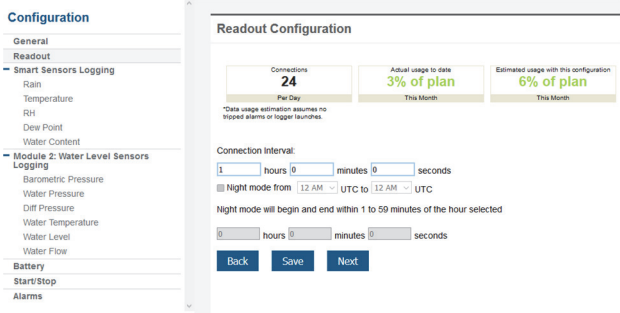 Configuration
General
Readout
Smart Sensors Logging
Rain
Temperature
RH
Dew Point
Water Content
Module 2: Water Level Sensors
Logging
Barometric Pressure
Water Pressure
Diff Pressure
Water Temperature
Water Level
Water Flow
Battery
Start/Stop
Alarms
Readout Configuration
Connections
24
Per Day
Actual usage to date
3% of plan
This Month
Estimated usage with this configuration
6% of plan
This Month
*Data usage estimation assumes no
tripped alarms or logger launches.
Connection Interval:
1 hours 0 minutes 0 seconds
Night mode from 12 AM UTC to 12 AM UTC
Night mode will begin and end within 1 to 59 minutes of the hour selected
0 hours 0 minutes 0 seconds
Back Save Next